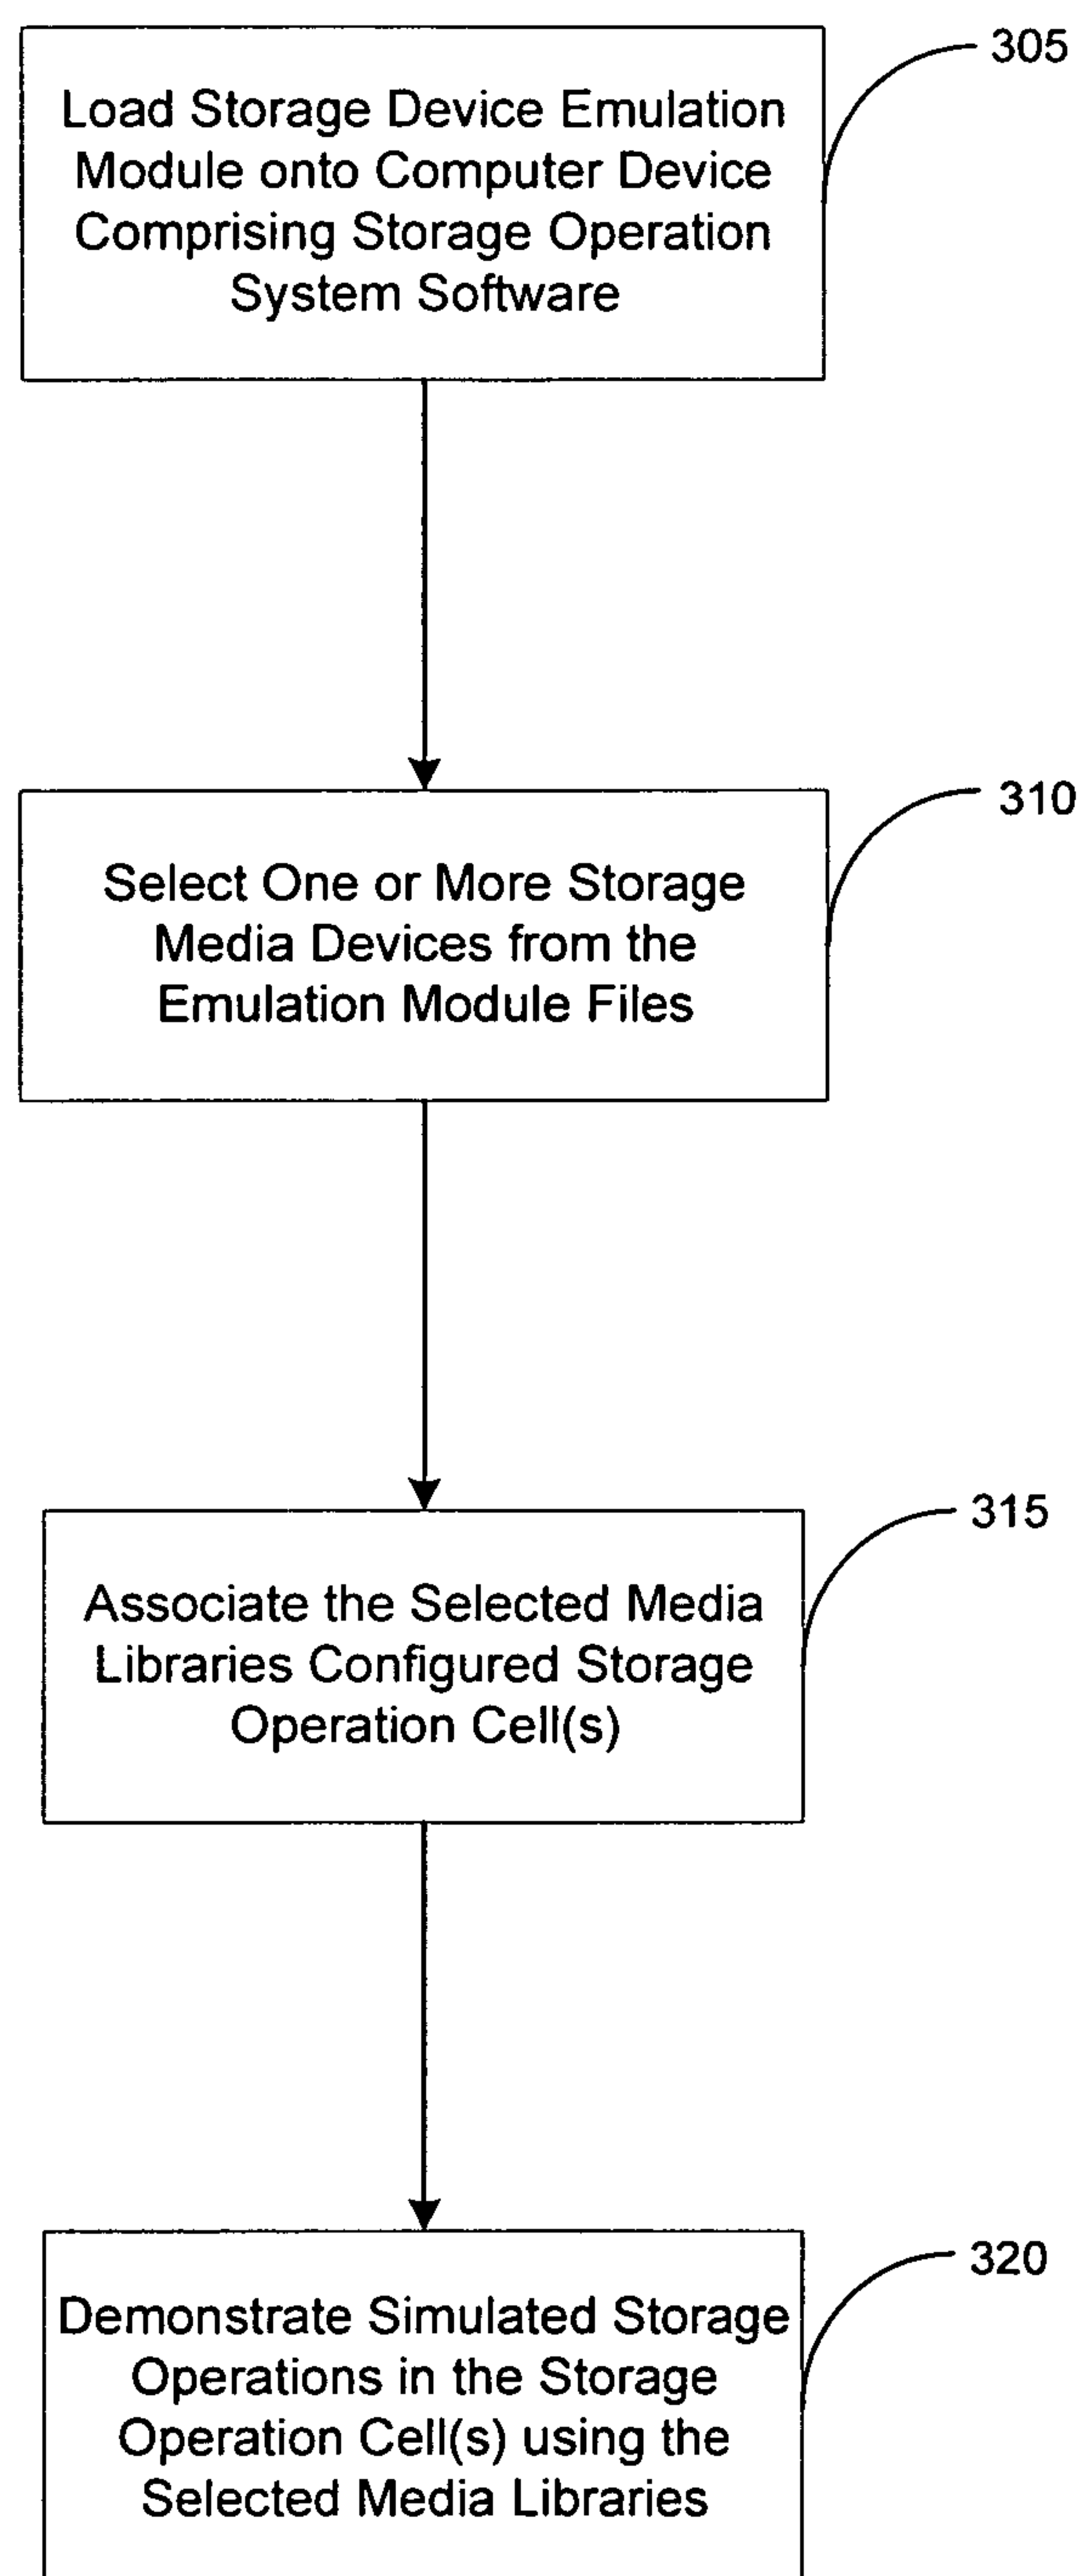 305
Load Storage Device Emulation
Module onto Computer Device
Comprising Storage Operation
System Software
310
Select One or More Storage
Media Devices from the
Emulation Module Files
315
Associate the Selected Media
Libraries Configured Storage
Operation Cell(s)
320
Demonstrate Simulated Storage
Operations in the Storage
Operation Cell(s) using the
Selected Media Libraries